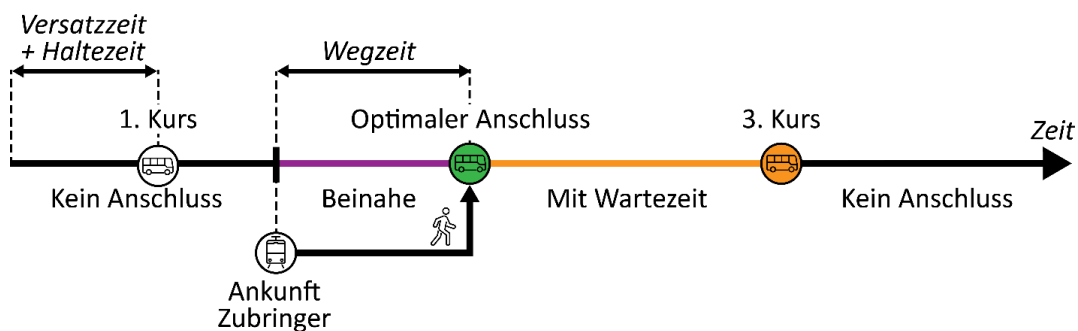 Versatzzeit
+ Haltezeit
Wegzeit
1. Kurs
Optimaler Anschluss
3. Kurs
Zeit
Kein Anschluss
Beinahe
Mit Wartezeit
Kein Anschluss
Ankunft
Zubringer